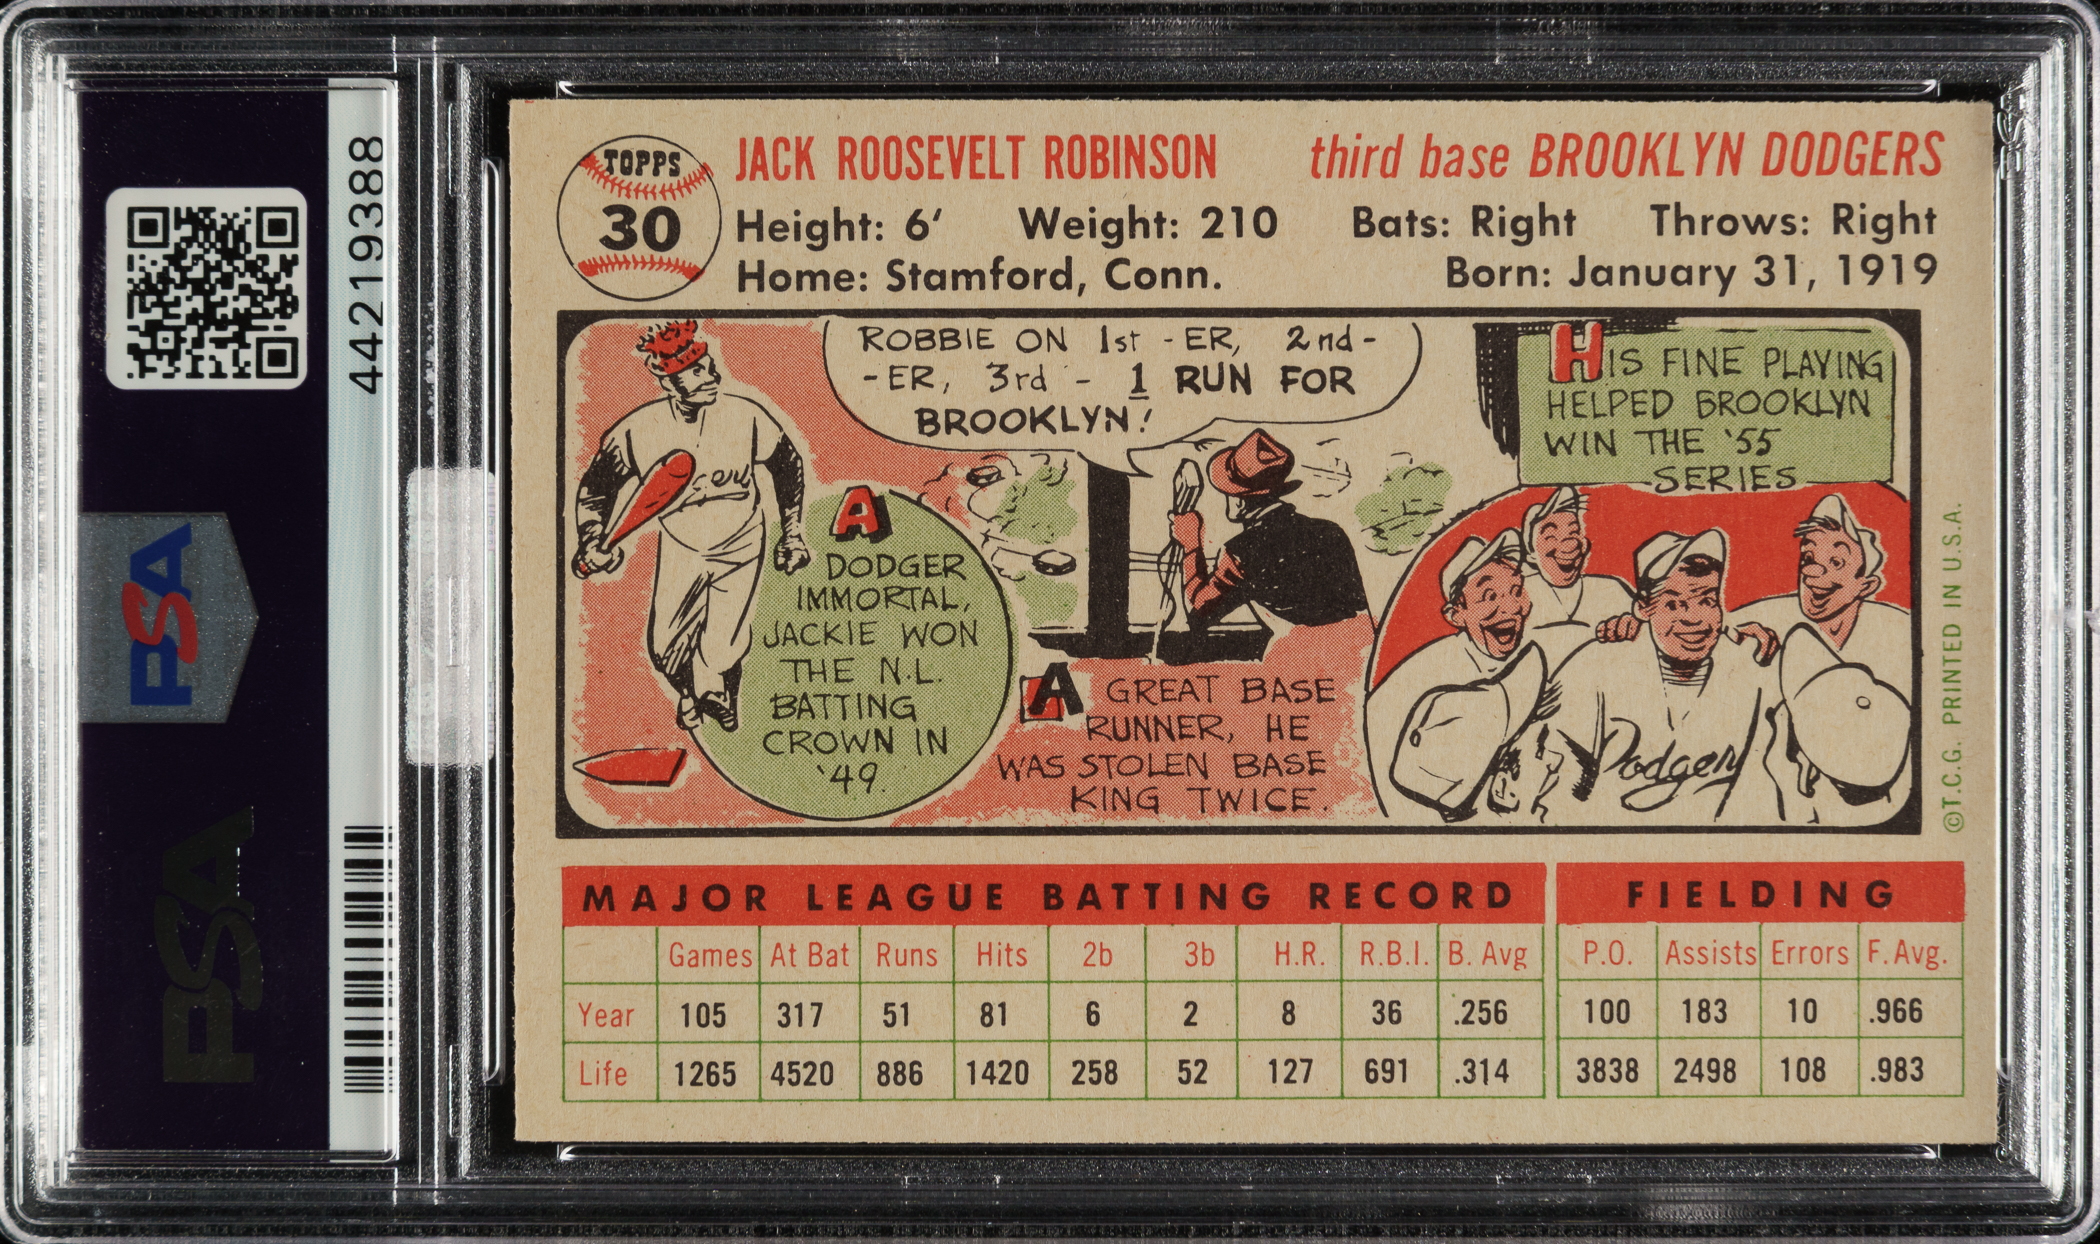 44219388
PSA
PSA
TOPPS
30
JACK ROOSEVELT ROBINSON
third base BROOKLYN DODGERS
Height: 6' Weight: 210 Bats: Right Throws: Right
Home: Stamford, Conn. Born: January 31, 1919
ROBBIE ON 1st -ER, 2nd-
-ER, 3rd - 1 RUN FOR
BROOKLYN!
HIS FINE PLAYING
HELPED BROOKLYN
WIN THE '55
SERIES
A
DODGER
IMMORTAL,
JACKIE WON
THE N.L.
BATTING
CROWN IN
'49.
A GREAT BASE
RUNNER, HE
WAS STOLEN BASE
KING TWICE.
Dodgers
©T.C.G. PRINTED IN U.S.A.
MAJOR LEAGUE BATTING RECORD FIELDING
Games At Bat Runs Hits 2b 3b H.R. R.B.I. B. Avg P.O. Assists Errors F. Avg.
Year 105 317 51 81 6 2 8 36 .256 100 183 10 .966
Life 1265 4520 886 1420 258 52 127 691 .314 3838 2498 108 .983